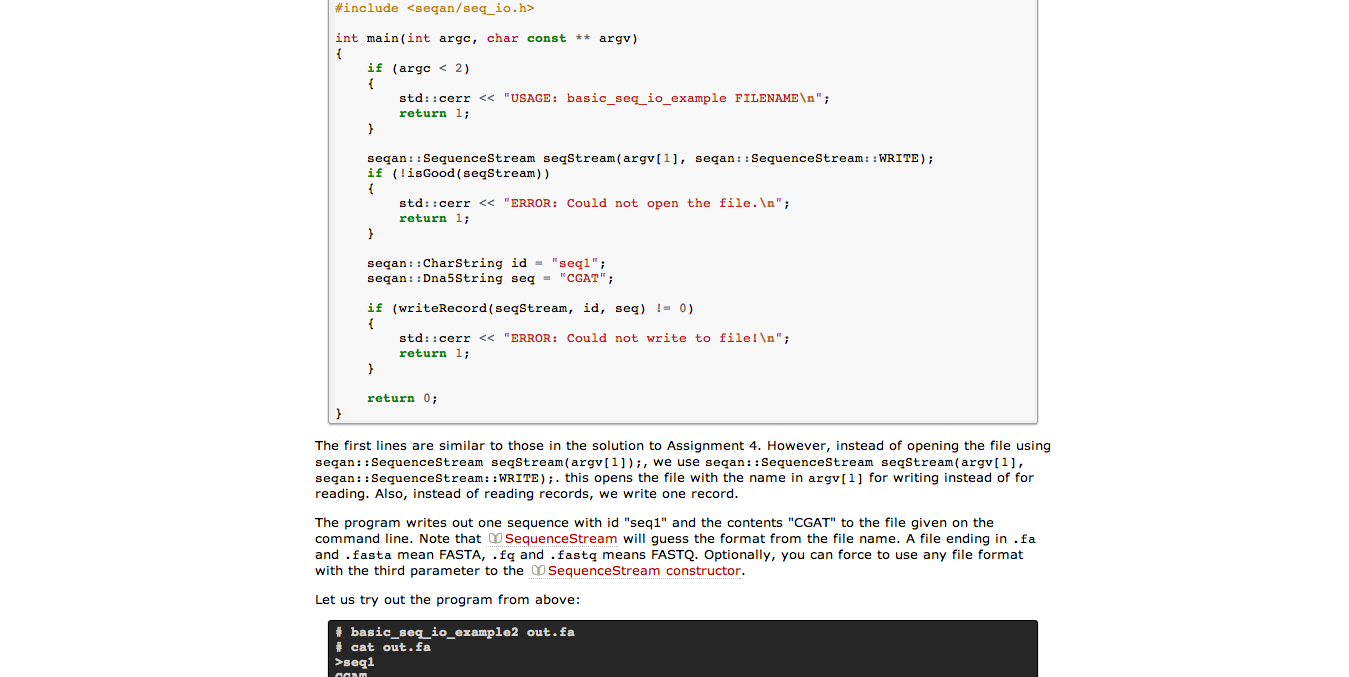 #include <seqan/seq_io.h>
int main(int argc, char const ** argv)
{
    if (argc < 2)
    {
        std::cerr << "USAGE: basic_seq_io_example FILENAME\n";
        return 1;
    }
    seqan::SequenceStream seqStream(argv[1], seqan::SequenceStream::WRITE);
    if (!isGood(seqStream))
    {
        std::cerr << "ERROR: Could not open the file.\n";
        return 1;
    }
    seqan::CharString id = "seq1";
    seqan::Dna5String seq = "CGAT";
    if (writeRecord(seqStream, id, seq) != 0)
    {
        std::cerr << "ERROR: Could not write to file!\n";
        return 1;
    }
    return 0;
}
The first lines are similar to those in the solution to Assignment 4. However, instead of opening the file using
seqan::SequenceStream seqStream(argv[1]);, we use seqan::SequenceStream seqStream(argv[1],
seqan::SequenceStream::WRITE);. this opens the file with the name in argv[1] for writing instead of for
reading. Also, instead of reading records, we write one record.
The program writes out one sequence with id "seq1" and the contents "CGAT" to the file given on the
command line. Note that SequenceStream will guess the format from the file name. A file ending in .fa
and .fasta mean FASTA, .fq and .fastq means FASTQ. Optionally, you can force to use any file format
with the third parameter to the SequenceStream constructor.
Let us try out the program from above:
# basic_seq_io_example2 out.fa
# cat out.fa
>seq1